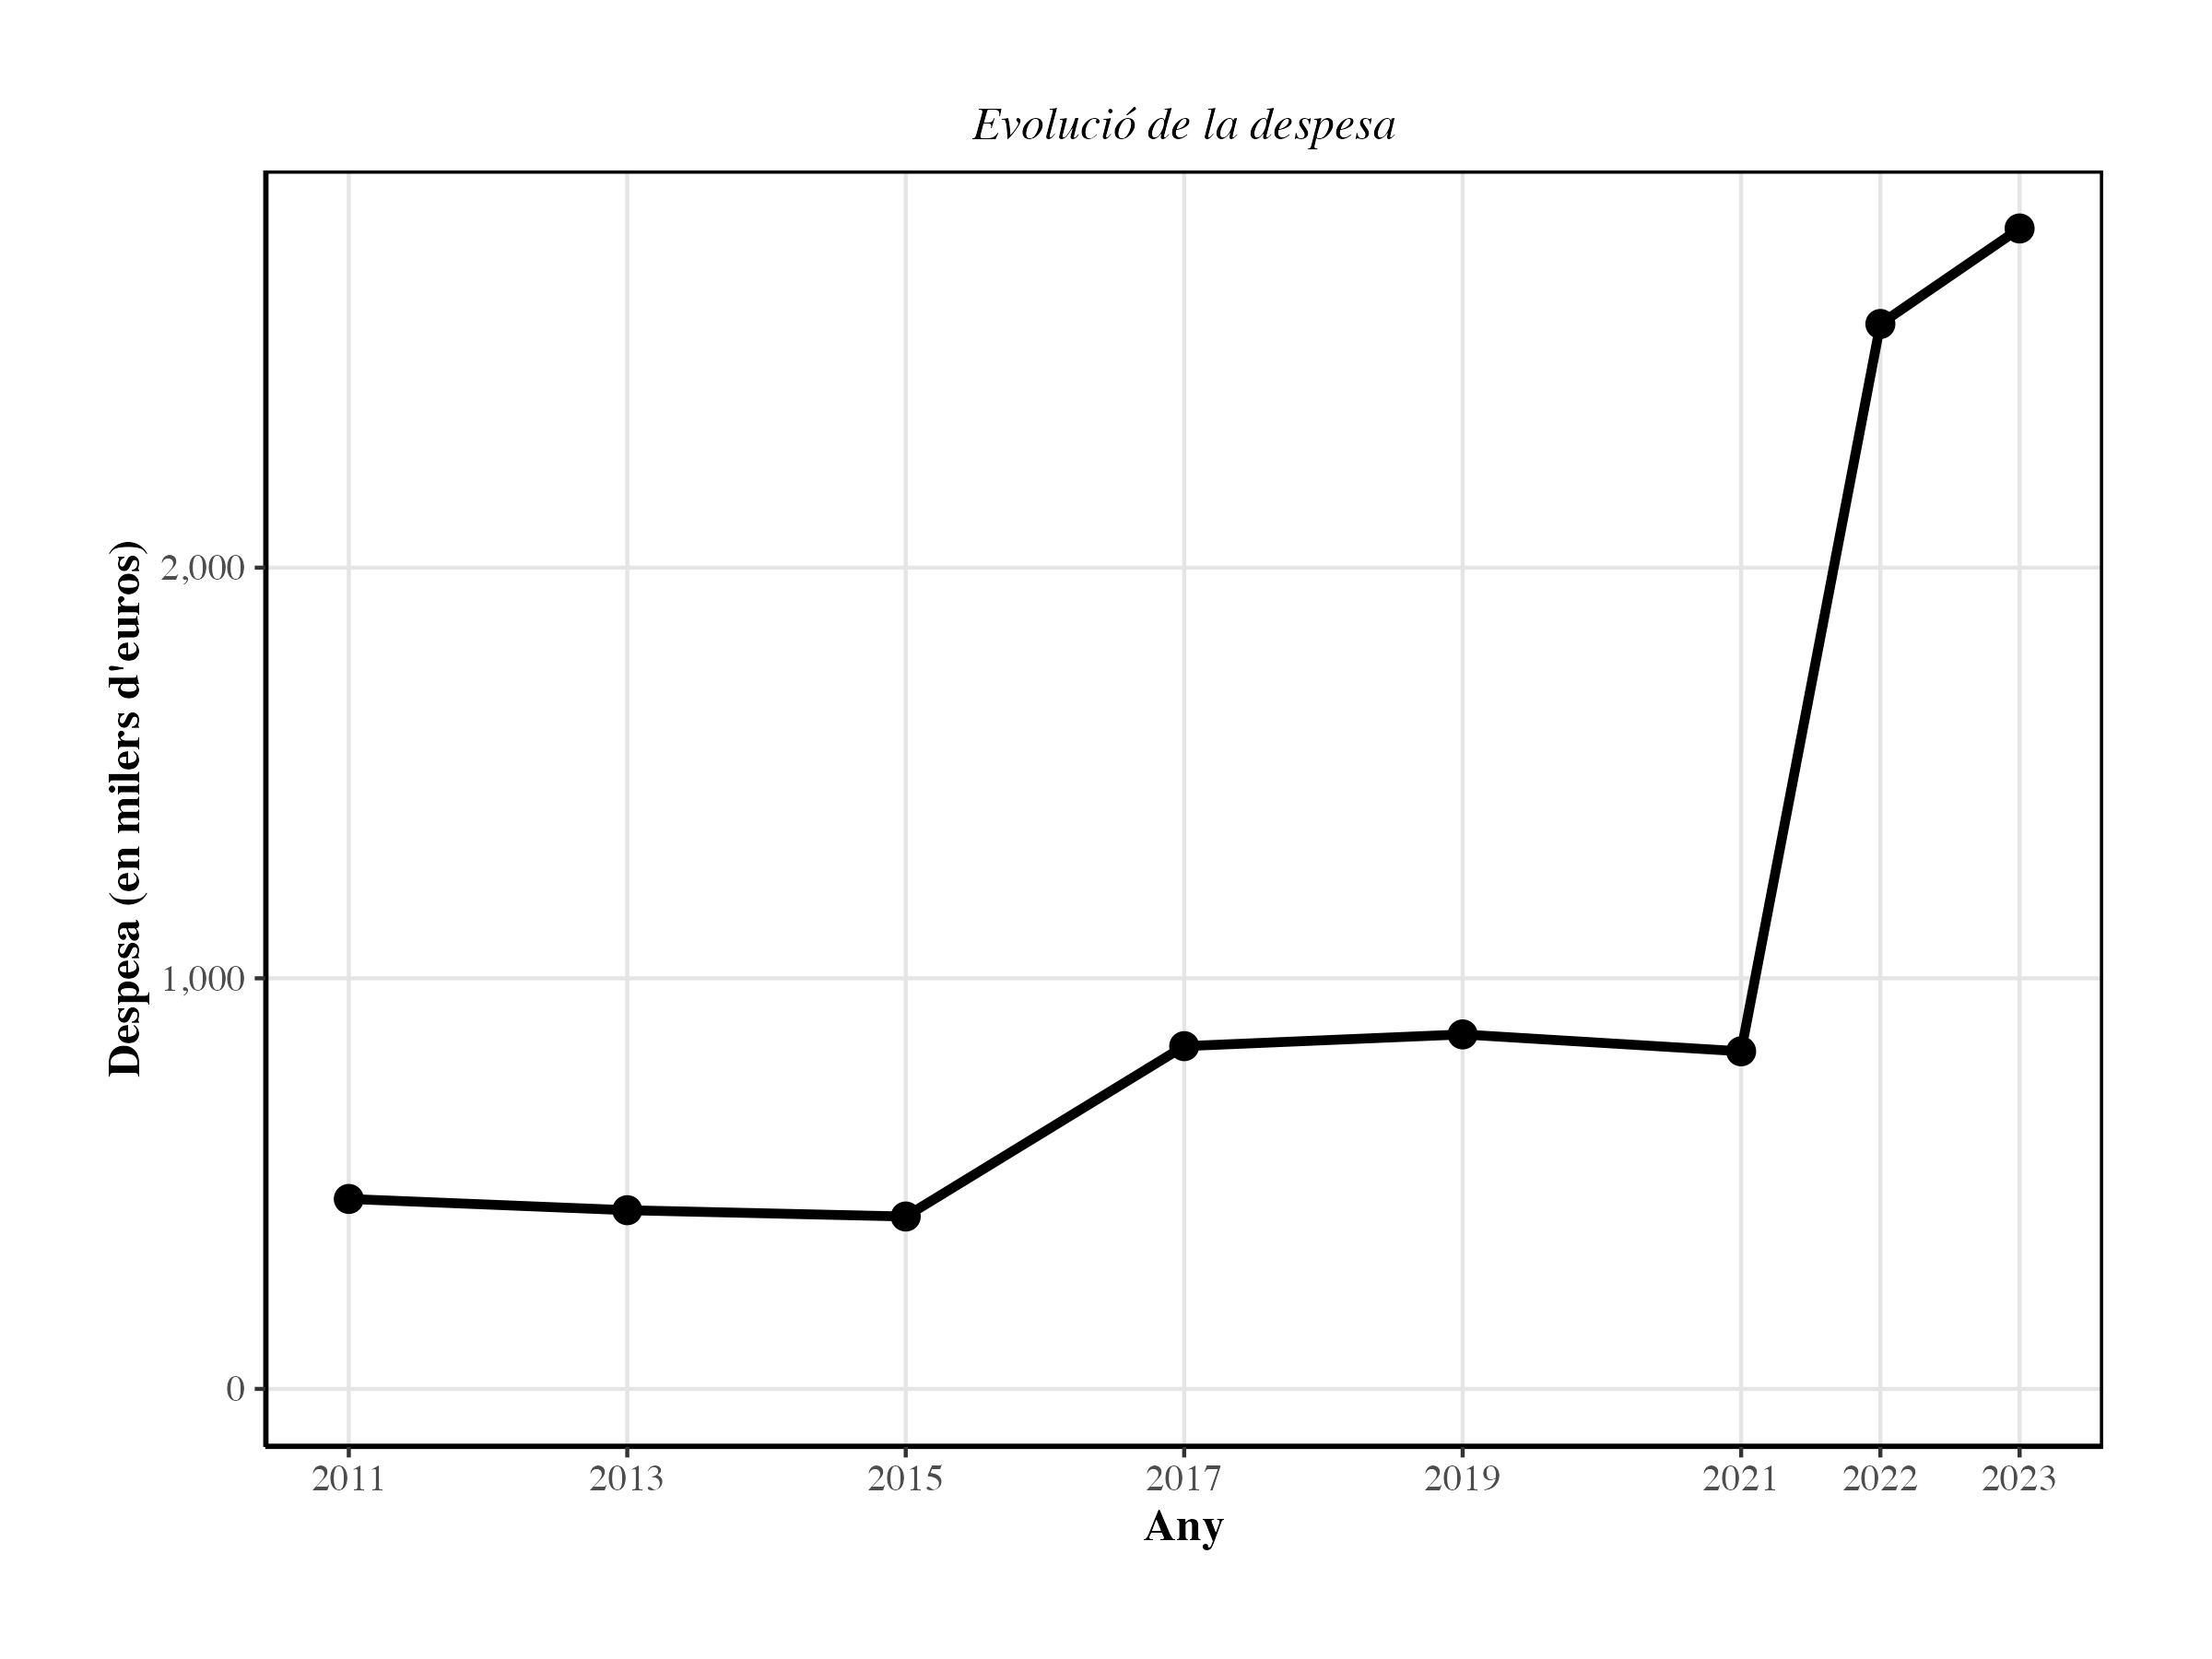 Evolució de la despesa
Despesa (en milers d'euros)
2,000
1,000
0
2011 2013 2015 2017 2019 2021 2022 2023
Any